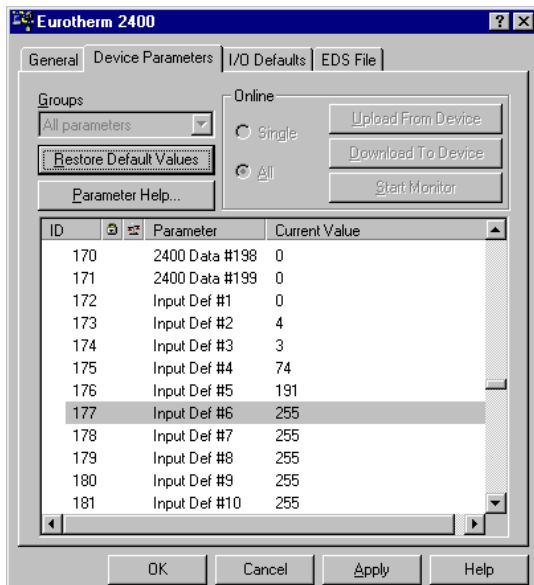 Eurotherm 2400
General Device Parameters I/O Defaults EDS File
Groups
All parameters
Restore Default Values
Parameter Help...
Online
Single
All
Upload From Device
Download To Device
Start Monitor
ID Parameter Current Value
170 2400 Data #198 0
171 2400 Data #199 0
172 Input Def #1 0
173 Input Def #2 4
174 Input Def #3 3
175 Input Def #4 74
176 Input Def #5 191
177 Input Def #6 255
178 Input Def #7 255
179 Input Def #8 255
180 Input Def #9 255
181 Input Def #10 255
OK Cancel Apply Help